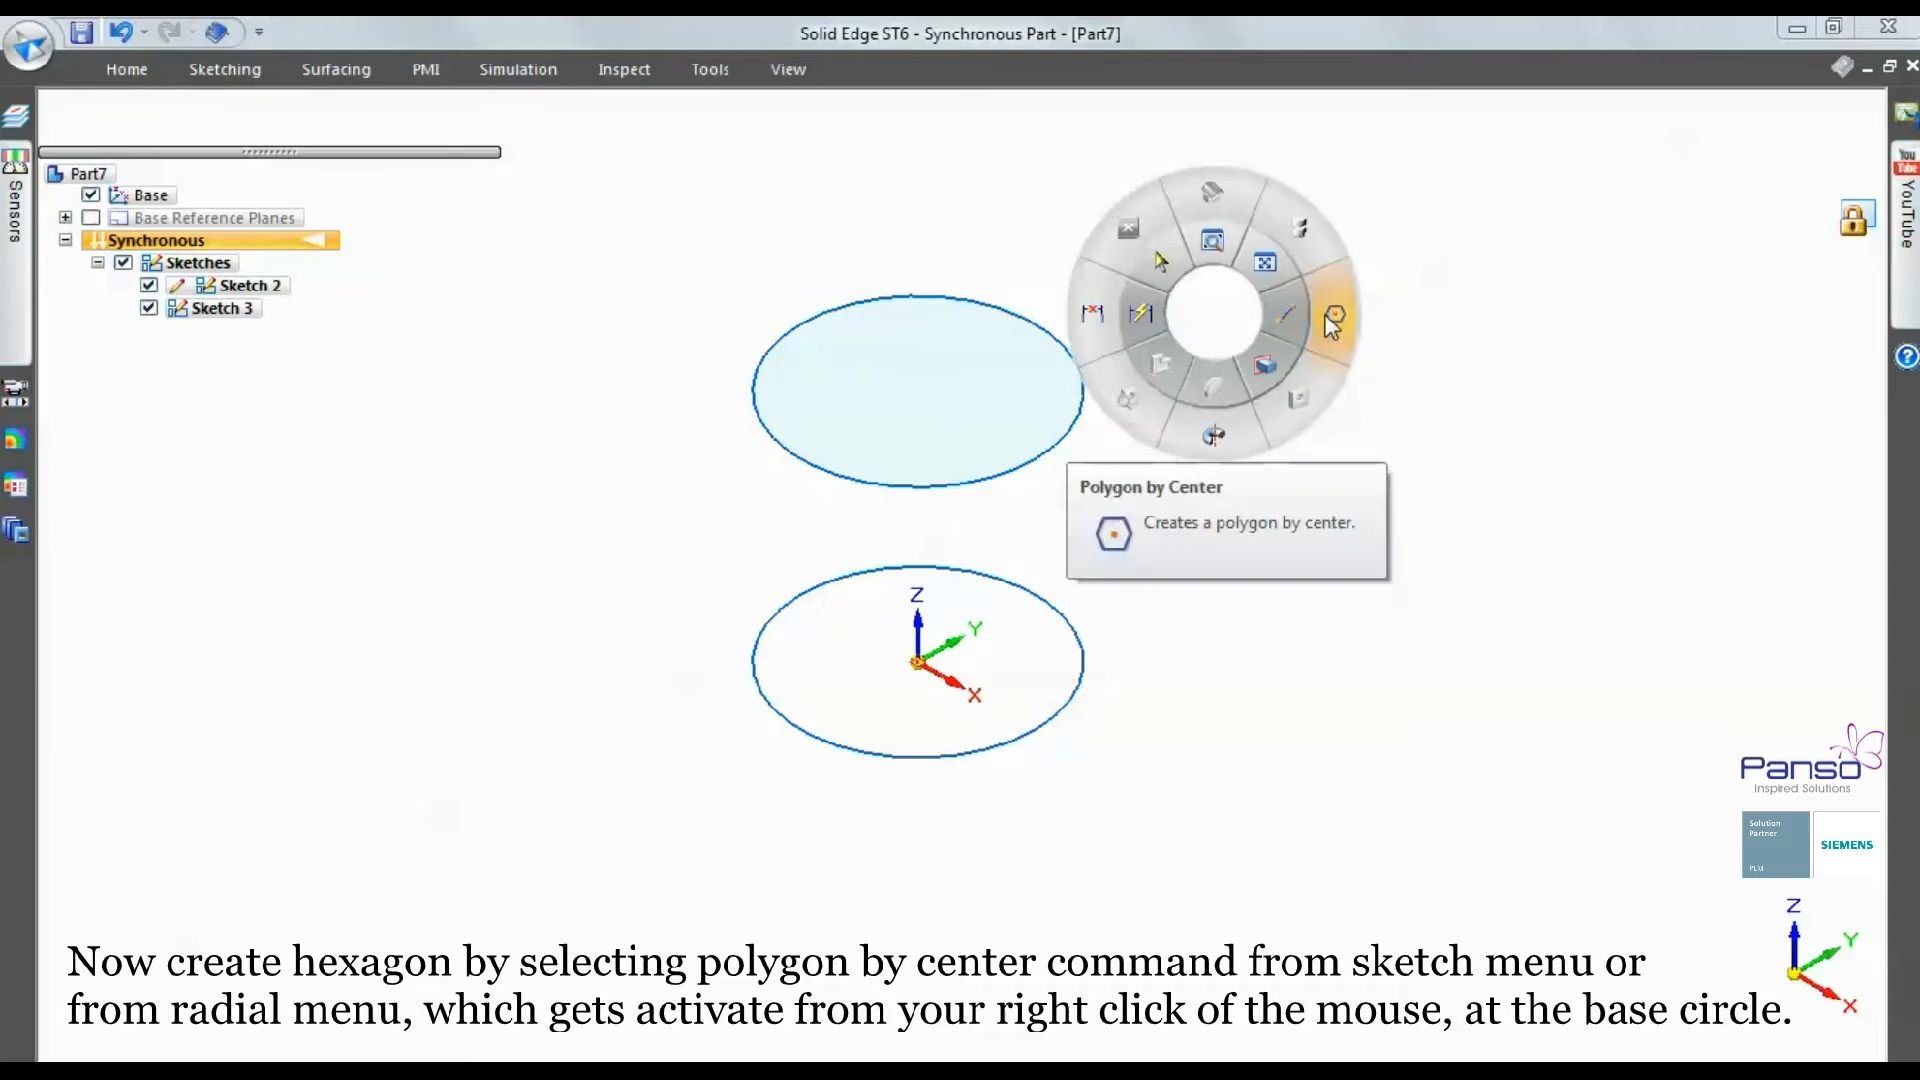 Solid Edge ST6 - Synchronous Part - [Part7]
Home Sketching Surfacing PMI Simulation Inspect Tools View
Part7
Base
Base Reference Planes
Synchronous
Sketches
Sketch 2
Sketch 3
Sensors
You
Tube
YouTube
Polygon by Center
Creates a polygon by center.
Z
Y
X
Panso
Inspired Solutions
Solution
Partner
PLM
SIEMENS
Z
Y
X
Now create hexagon by selecting polygon by center command from sketch menu or
from radial menu, which gets activate from your right click of the mouse, at the base circle.